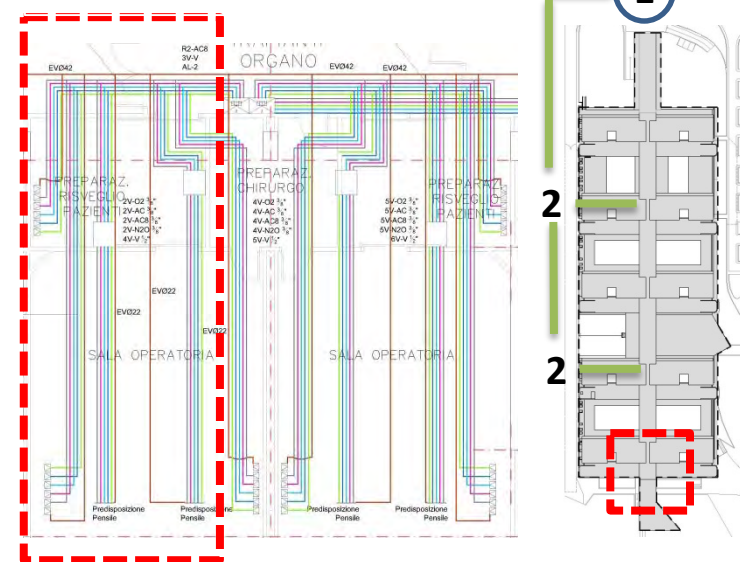 R2-AC8
3V-V
AL-2
ORGANO
EVØ42
EVØ42
EVØ42
PREPARAZ.
RISVEGLIO
PAZIENTI
2V-O2 ³⁄₈"
2V-AC ³⁄₈"
2V-AC8 ³⁄₈"
2V-N2O ³⁄₈"
4V-V ½"
PREPARAZ.
CHIRURGO
4V-O2 ³⁄₈"
4V-AC ³⁄₈"
4V-AC8 ³⁄₈"
4V-N2O ³⁄₈"
5V-V ½"
5V-O2 ³⁄₈"
5V-AC ³⁄₈"
5V-AC8 ³⁄₈"
5V-N2O ³⁄₈"
6V-V ½"
PREPARAZ.
RISVEGLIO
PAZIENTI
EVØ22
EVØ22
EVØ22
SALA OPERATORIA
SALA OPERATORIA
Predisposizione
Pensile
Predisposizione
Pensile
Predisposizione
Pensile
Predisposizione
Pensile
2
2